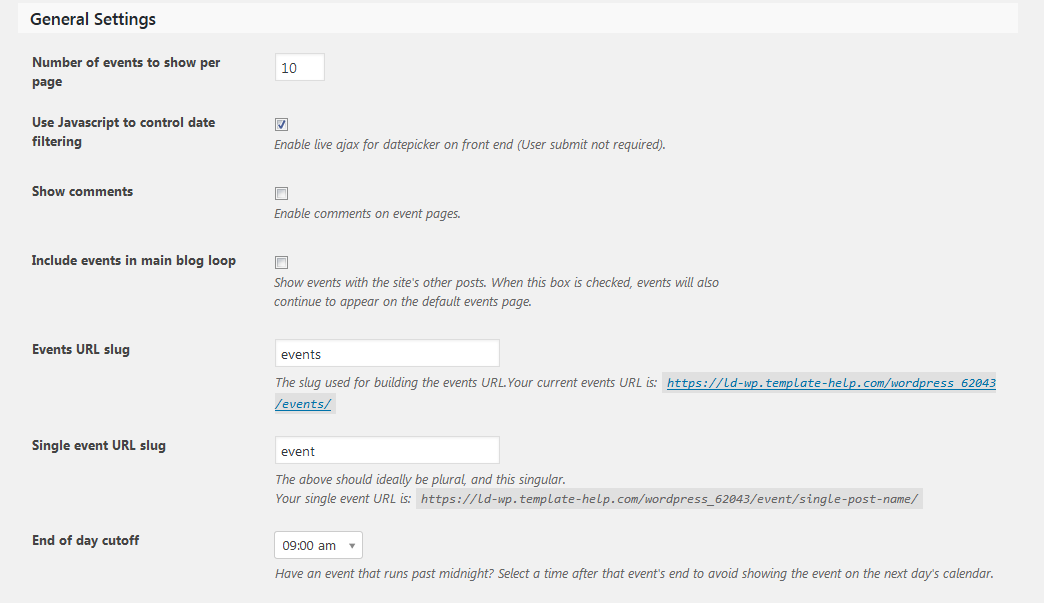 General Settings
Number of events to show per
page
10
Use Javascript to control date
filtering
Enable live ajax for datepicker on front end (User submit not required).
Show comments
Enable comments on event pages.
Include events in main blog loop
Show events with the site's other posts. When this box is checked, events will also
continue to appear on the default events page.
Events URL slug
events
The slug used for building the events URL.Your current events URL is: https://ld-wp.template-help.com/wordpress_62043
/events/
Single event URL slug
event
The above should ideally be plural, and this singular.
Your single event URL is: https://ld-wp.template-help.com/wordpress_62043/event/single-post-name/
End of day cutoff
09:00 am
Have an event that runs past midnight? Select a time after that event's end to avoid showing the event on the next day's calendar.